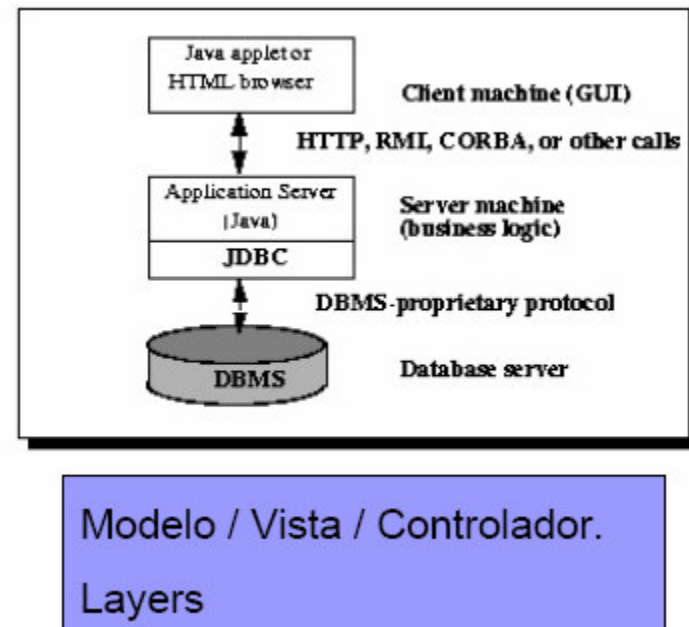 Java applet or
HTML browser
Client machine (GUI)
HTTP, RMI, CORBA, or other calls
Application Server
(Java)
JDBC
Server machine
(business logic)
DBMS-proprietary protocol
DBMS
Database server
Modelo / Vista / Controlador.
Layers